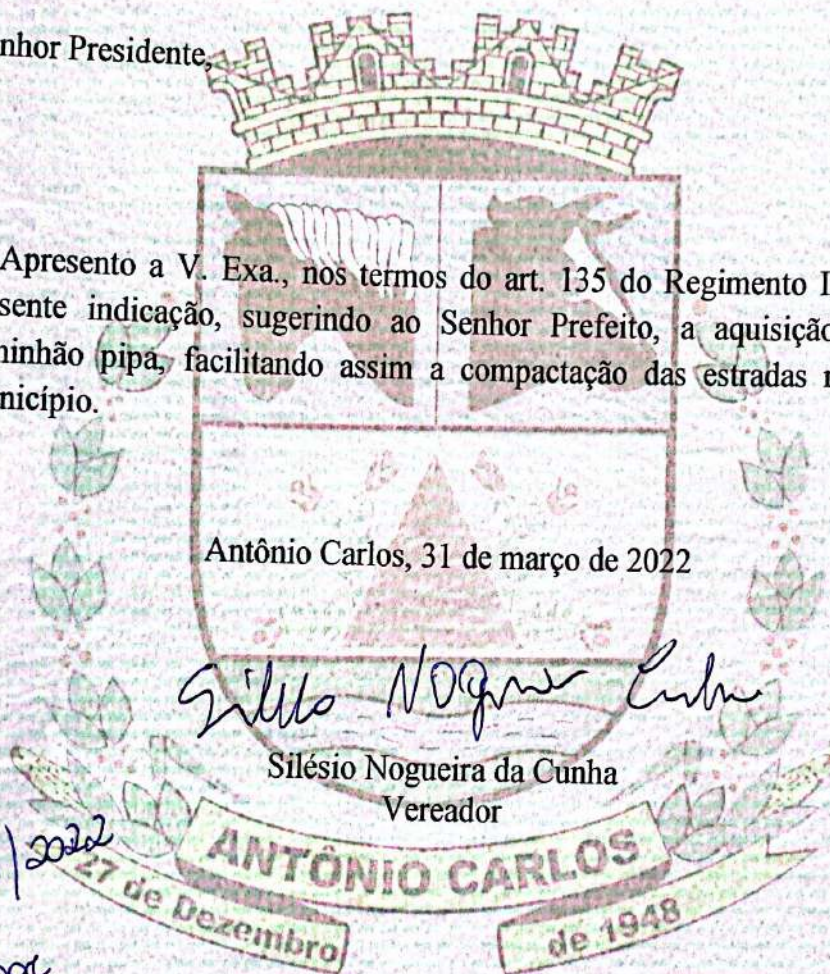 nhor Presidente,
Apresento a V. Exa., nos termos do art. 135 do Regimento I
sente indicação, sugerindo ao Senhor Prefeito, a aquisição
ninhão pipa, facilitando assim a compactação das estradas r
nicípio.
Antônio Carlos, 31 de março de 2022
Silésio Nogueira da Cunha
Vereador
/2022
ANTÔNIO CARLOS
27 de Dezembro
de 1948